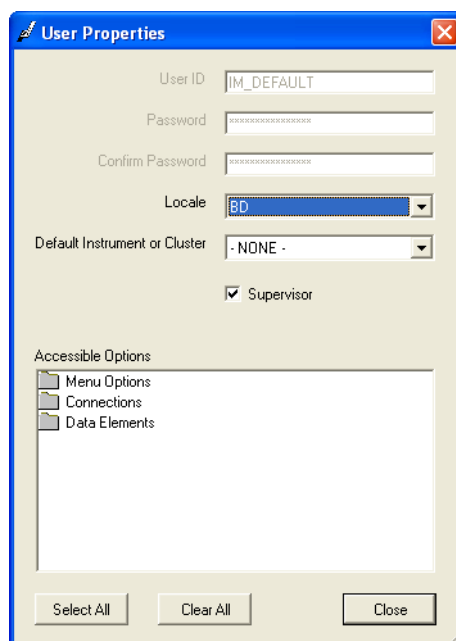 User Properties
User ID IM_DEFAULT
Password ***************
Confirm Password ***************
Locale BD
Default Instrument or Cluster - NONE -
Supervisor
Accessible Options
Menu Options
Connections
Data Elements
Select All Clear All Close